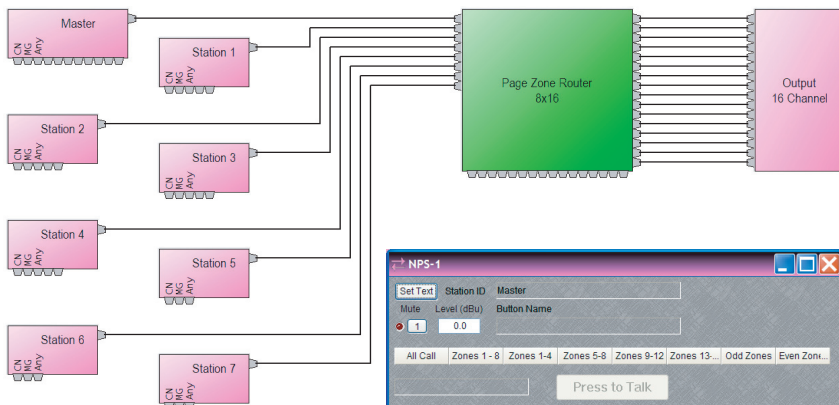 Master
CN
MG
Any
Station 1
CN
MG
Any
Station 2
CN
MG
Any
Station 3
CN
MG
Any
Station 4
CN
MG
Any
Station 5
CN
MG
Any
Station 6
CN
MG
Any
Station 7
CN
MG
Any
Page Zone Router
8x16
Output
16 Channel
NPS-1
Set Text Station ID Master
Mute Level (dBu) Button Name
1 0.0
All Call Zones 1 - 8 Zones 1-4 Zones 5-8 Zones 9-12 Zones 13-... Odd Zones Even Zone...
Press to Talk